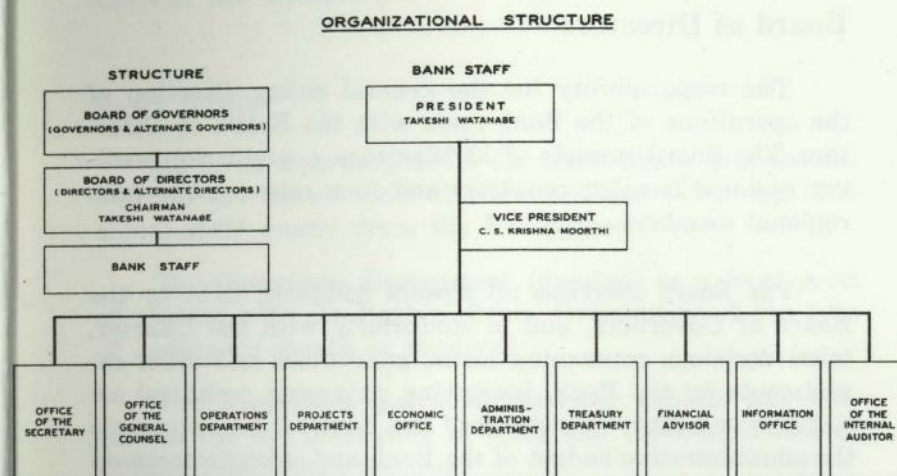 ORGANIZATIONAL STRUCTURE
STRUCTURE
BOARD OF GOVERNORS
(GOVERNORS & ALTERNATE GOVERNORS)
BOARD OF DIRECTORS
(DIRECTORS & ALTERNATE DIRECTORS)
CHAIRMAN
TAKESHI WATANABE
BANK STAFF
BANK STAFF
PRESIDENT
TAKESHI WATANABE
VICE PRESIDENT
C. S. KRISHNA MOORTHI
OFFICE
OF THE
SECRETARY
OFFICE
OF THE
GENERAL
COUNSEL
OPERATIONS
DEPARTMENT
PROJECTS
DEPARTMENT
ECONOMIC
OFFICE
ADMINIS-
TRATION
DEPARTMENT
TREASURY
DEPARTMENT
FINANCIAL
ADVISOR
INFORMATION
OFFICE
OFFICE
OF THE
INTERNAL
AUDITOR